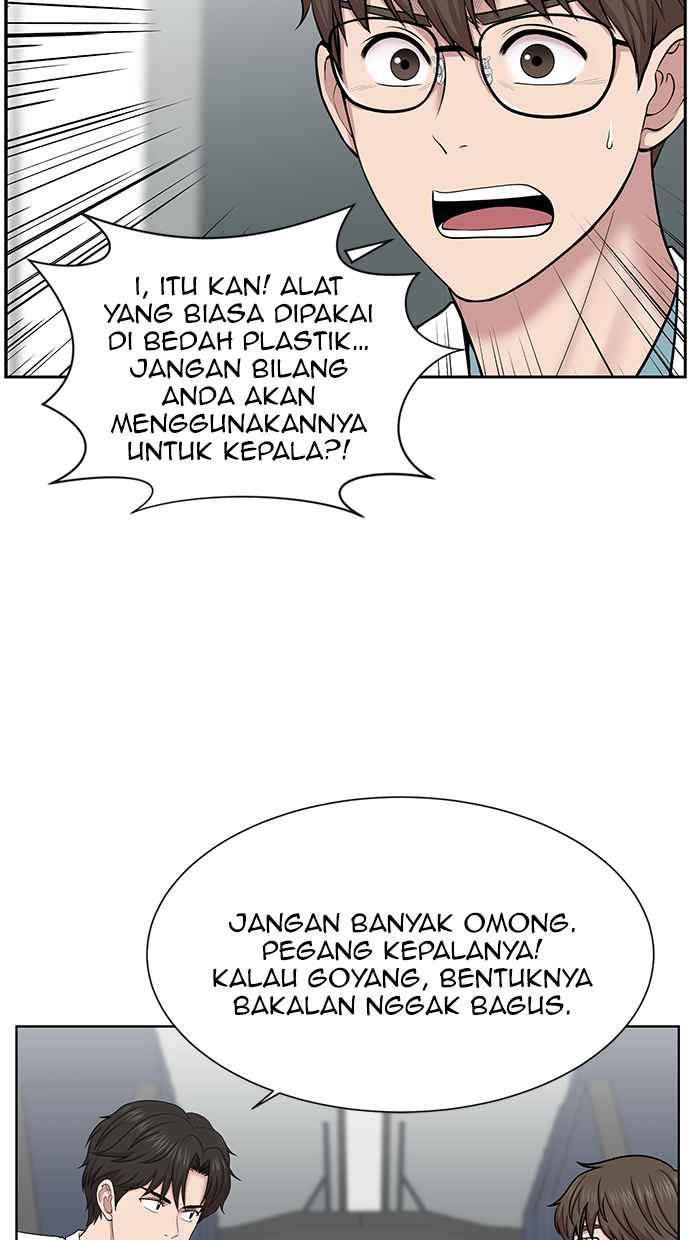 I, ITU KAN! ALAT
YANG BIASA DIPAKAI
DI BEDAH PLASTIK...
JANGAN BILANG
ANDA AKAN
MENGGUNAKANNYA
UNTUK KEPALA?!
JANGAN BANYAK OMONG.
PEGANG KEPALANYA!
KALAU GOYANG, BENTUKNYA
BAKALAN NGGAK BAGUS.